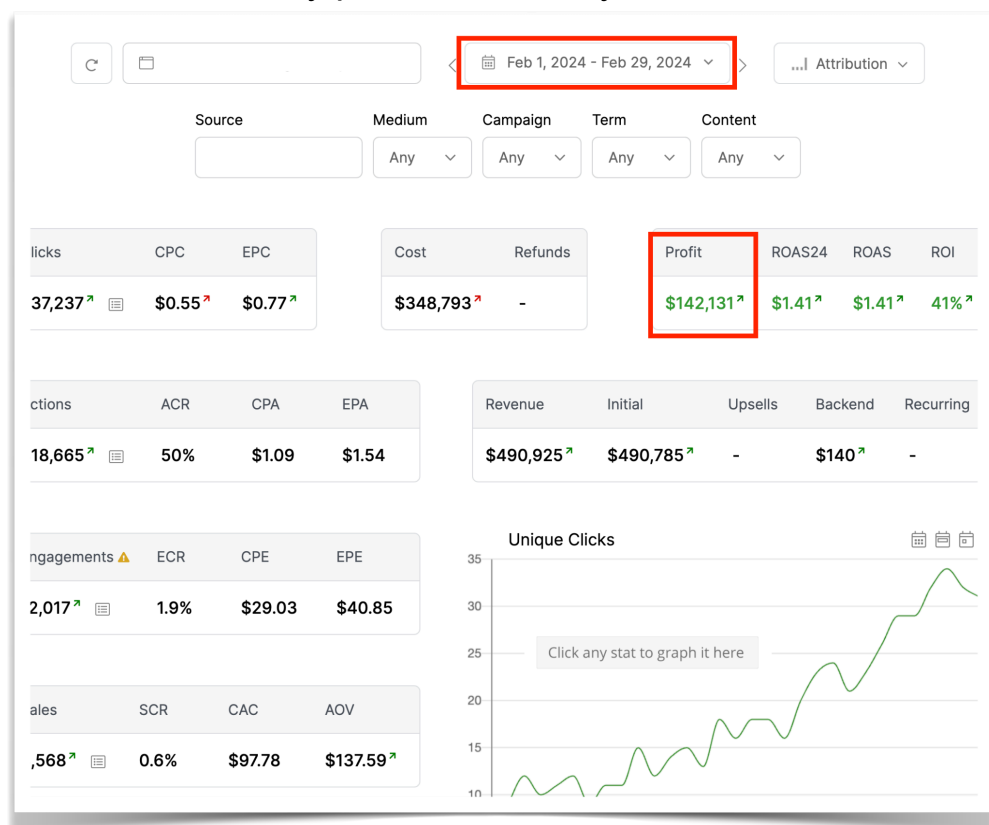 Feb 1, 2024 - Feb 29, 2024
Attribution
Source Medium Campaign Term Content
Any Any Any Any
licks CPC EPC Cost Refunds Profit ROAS24 ROAS ROI
37,237 $0.55 $0.77 $348,793 - $142,131 $1.41 $1.41 41%
ctions ACR CPA EPA Revenue Initial Upsells Backend Recurring
18,665 50% $1.09 $1.54 $490,925 $490,785 - $140 -
ngagements ECR CPE EPE
2,017 1.9% $29.03 $40.85
Unique Clicks
35
30
25
20
15
10
Click any stat to graph it here
ales SCR CAC AOV
,568 0.6% $97.78 $137.59